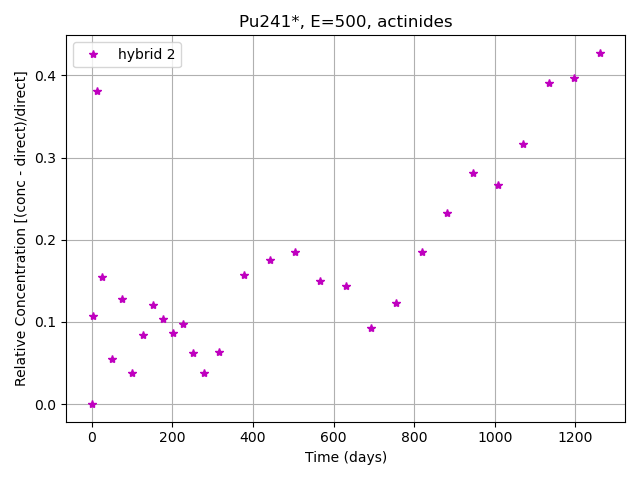 Pu241*, E=500, actinides
hybrid 2
Relative Concentration [(conc - direct)/direct]
0.4
0.3
0.2
0.1
0.0
0 200 400 600 800 1000 1200
Time (days)